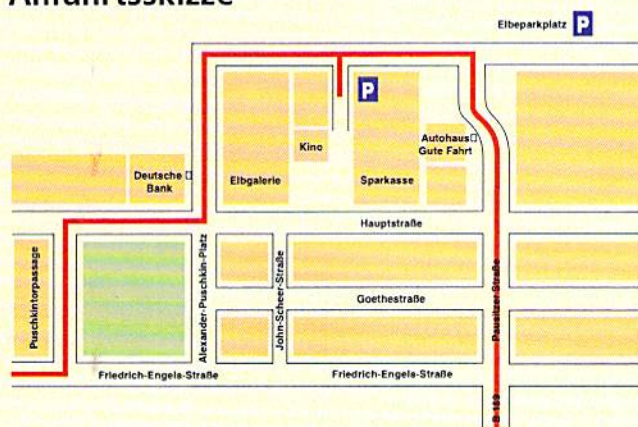 Anfahrtsskizze
Elbeparkplatz P
P
Kino
Autohaus
Gute Fahrt
Deutsche
Bank
Elbgalerie
Sparkasse
Hauptstraße
Puschkintorpassage
Alexander-Puschkin-Platz
John-Scheer-Straße
Pausitzer Straße
Goethestraße
Friedrich-Engels-Straße
Friedrich-Engels-Straße
B 169